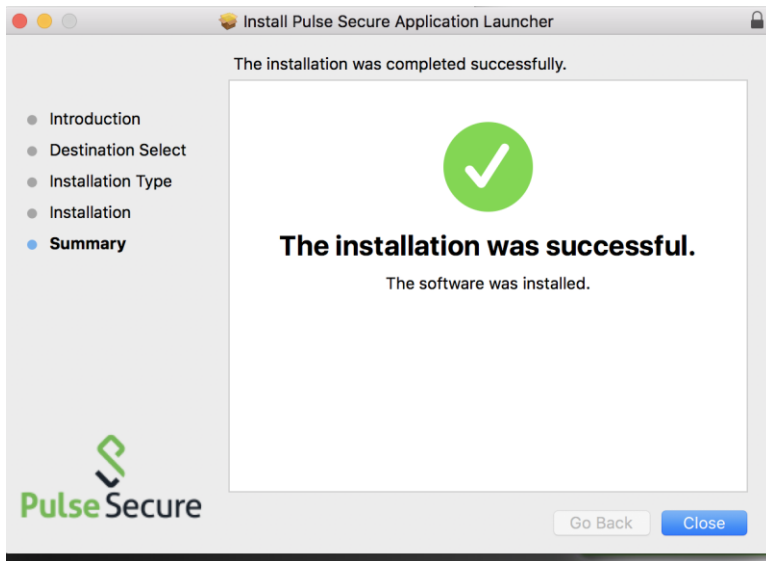 Install Pulse Secure Application Launcher
The installation was completed successfully.
Introduction
Destination Select
Installation Type
Installation
Summary
The installation was successful.
The software was installed.
Pulse Secure
Go Back
Close